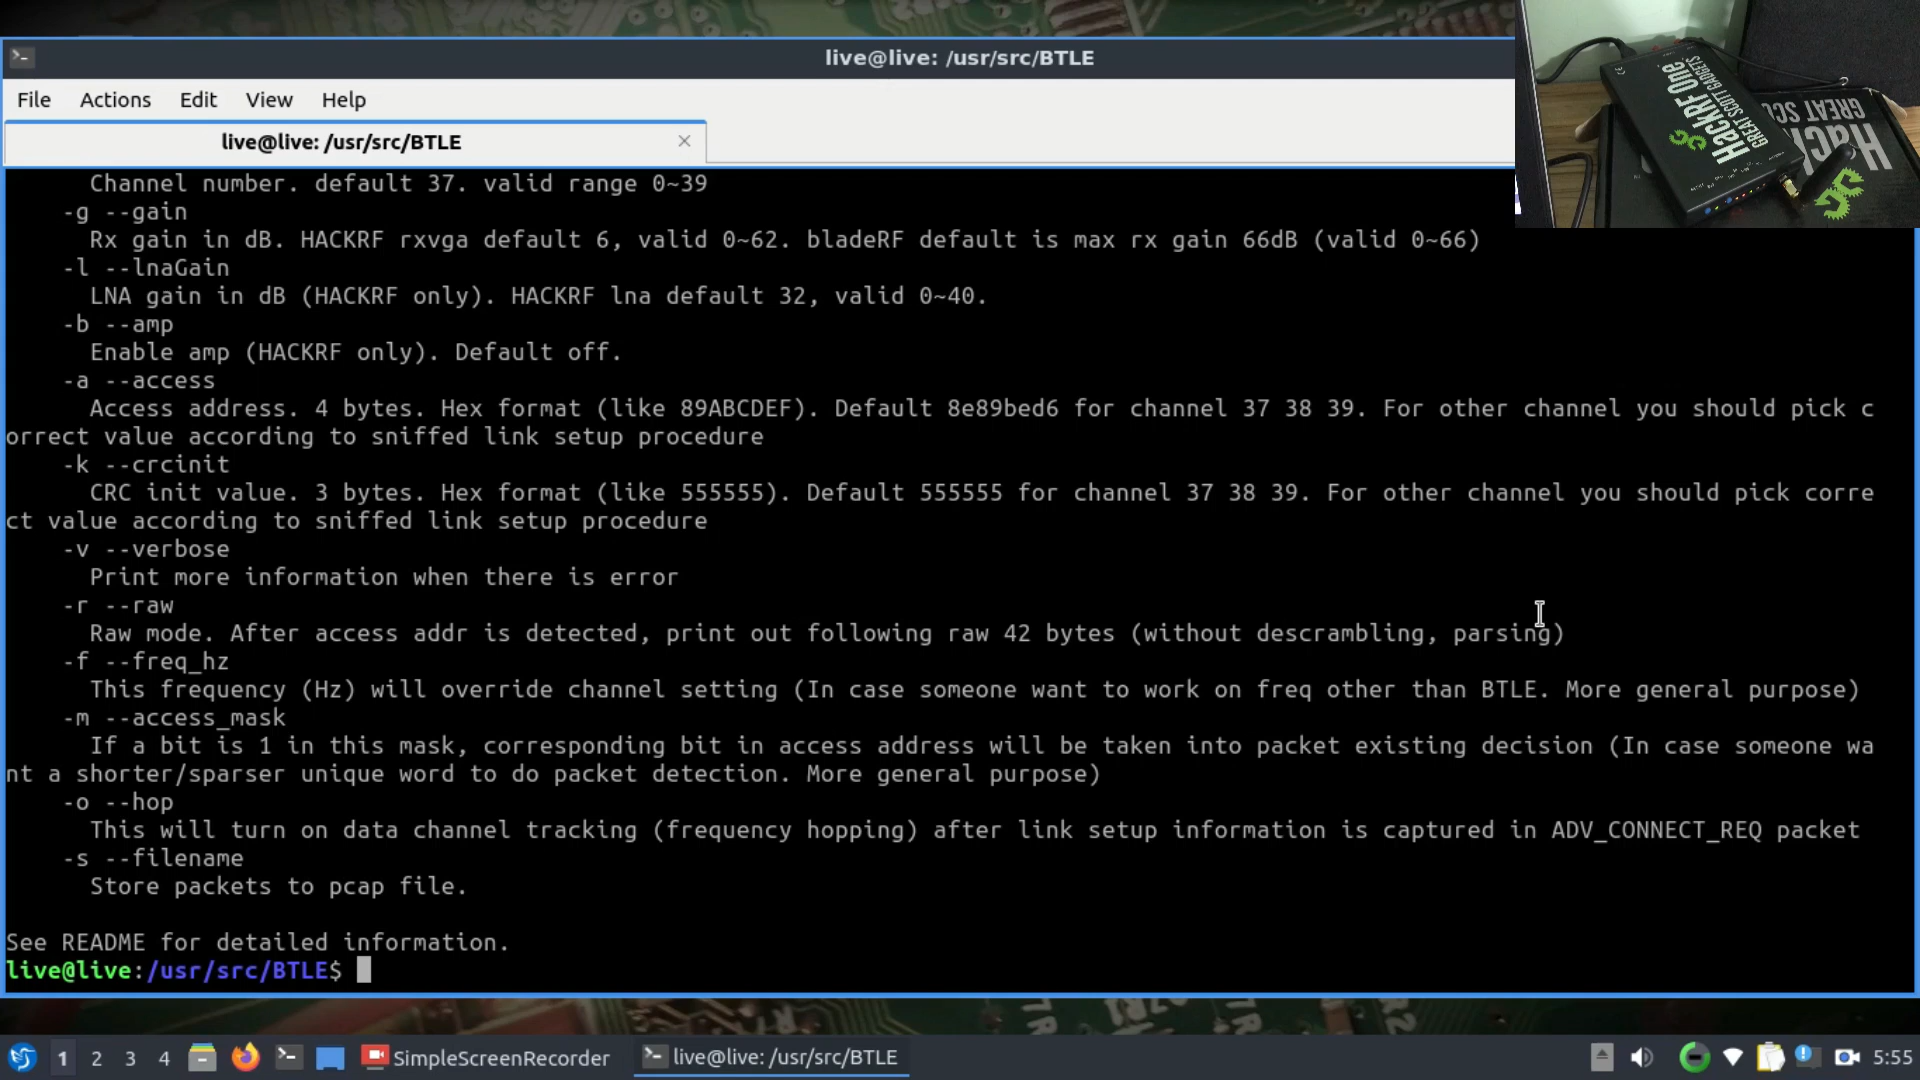 live@live: /usr/src/BTLE
File Actions Edit View Help
live@live: /usr/src/BTLE
Channel number. default 37. valid range 0~39
-g --gain
Rx gain in dB. HACKRF rxvga default 6, valid 0~62. bladeRF default is max rx gain 66dB (valid 0~66)
-l --lnaGain
LNA gain in dB (HACKRF only). HACKRF lna default 32, valid 0~40.
-b --amp
Enable amp (HACKRF only). Default off.
-a --access
Access address. 4 bytes. Hex format (like 89ABCDEF). Default 8e89bed6 for channel 37 38 39. For other channel you should pick c
orrect value according to sniffed link setup procedure
-k --crcinit
CRC init value. 3 bytes. Hex format (like 555555). Default 555555 for channel 37 38 39. For other channel you should pick corre
ct value according to sniffed link setup procedure
-v --verbose
Print more information when there is error
-r --raw
Raw mode. After access addr is detected, print out following raw 42 bytes (without descrambling, parsing)
-f --freq_hz
This frequency (Hz) will override channel setting (In case someone want to work on freq other than BTLE. More general purpose)
-m --access_mask
If a bit is 1 in this mask, corresponding bit in access address will be taken into packet existing decision (In case someone wa
nt a shorter/sparser unique word to do packet detection. More general purpose)
-o --hop
This will turn on data channel tracking (frequency hopping) after link setup information is captured in ADV_CONNECT_REQ packet
-s --filename
Store packets to pcap file.
See README for detailed information.
live@live:/usr/src/BTLE$
HackRF One
GREAT SCOTT GADGETS
GREAT SCOTT
Hack
1 2 3 4 SimpleScreenRecorder live@live: /usr/src/BTLE 5:55